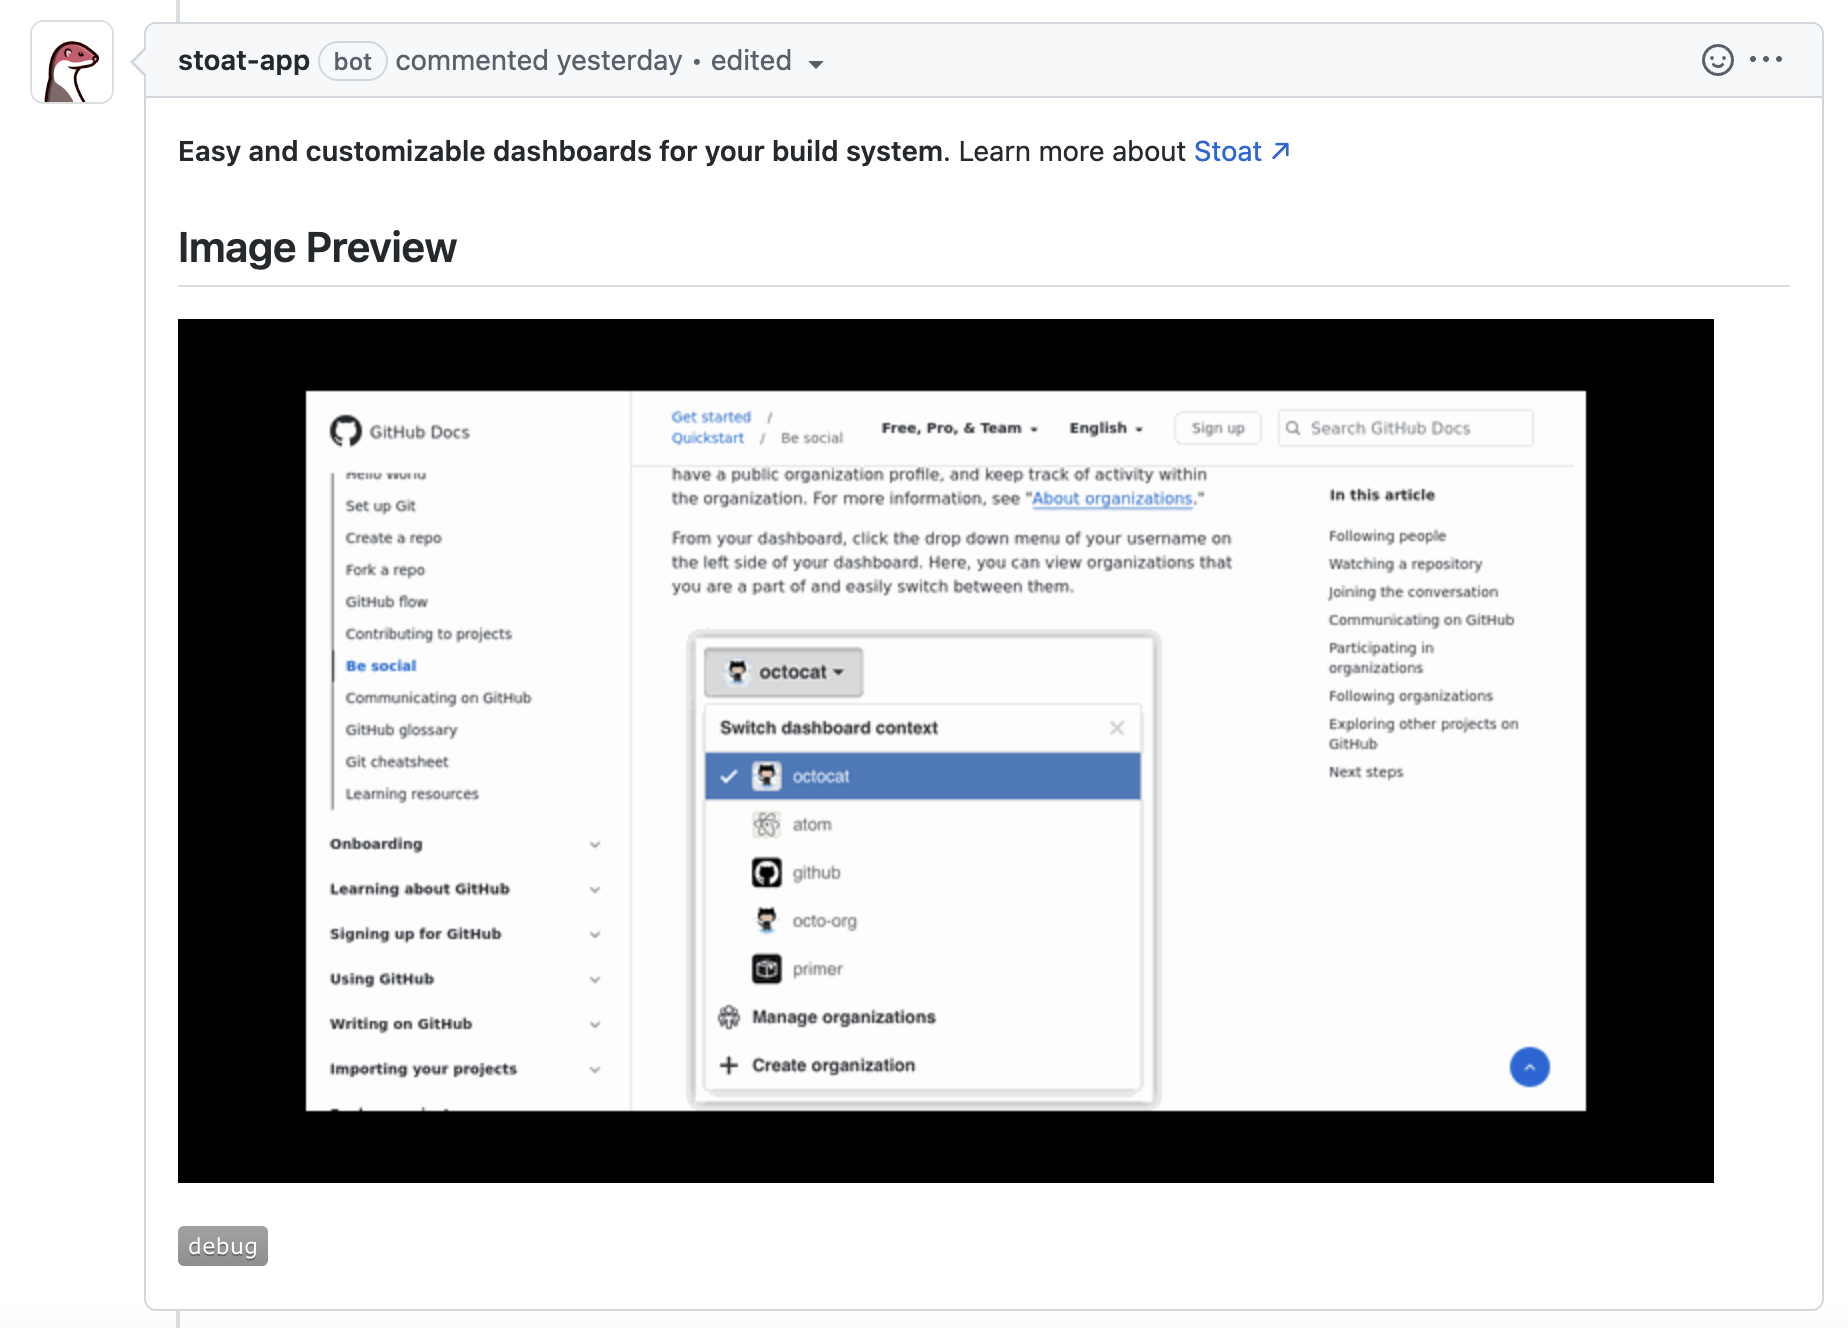 stoat-app bot commented yesterday • edited
Easy and customizable dashboards for your build system. Learn more about Stoat ↗
Image Preview
GitHub Docs
Hello World
Set up Git
Create a repo
Fork a repo
GitHub flow
Contributing to projects
Be social
Communicating on GitHub
GitHub glossary
Git cheatsheet
Learning resources
Onboarding
Learning about GitHub
Signing up for GitHub
Using GitHub
Writing on GitHub
Importing your projects
Get started /
Quickstart / Be social
Free, Pro, & Team
English
Sign up
Search GitHub Docs
have a public organization profile, and keep track of activity within
the organization. For more information, see "About organizations."
From your dashboard, click the drop down menu of your username on
the left side of your dashboard. Here, you can view organizations that
you are a part of and easily switch between them.
octocat
Switch dashboard context
octocat
atom
github
octo-org
primer
Manage organizations
Create organization
In this article
Following people
Watching a repository
Joining the conversation
Communicating on GitHub
Participating in
organizations
Following organizations
Exploring other projects on
GitHub
Next steps
debug